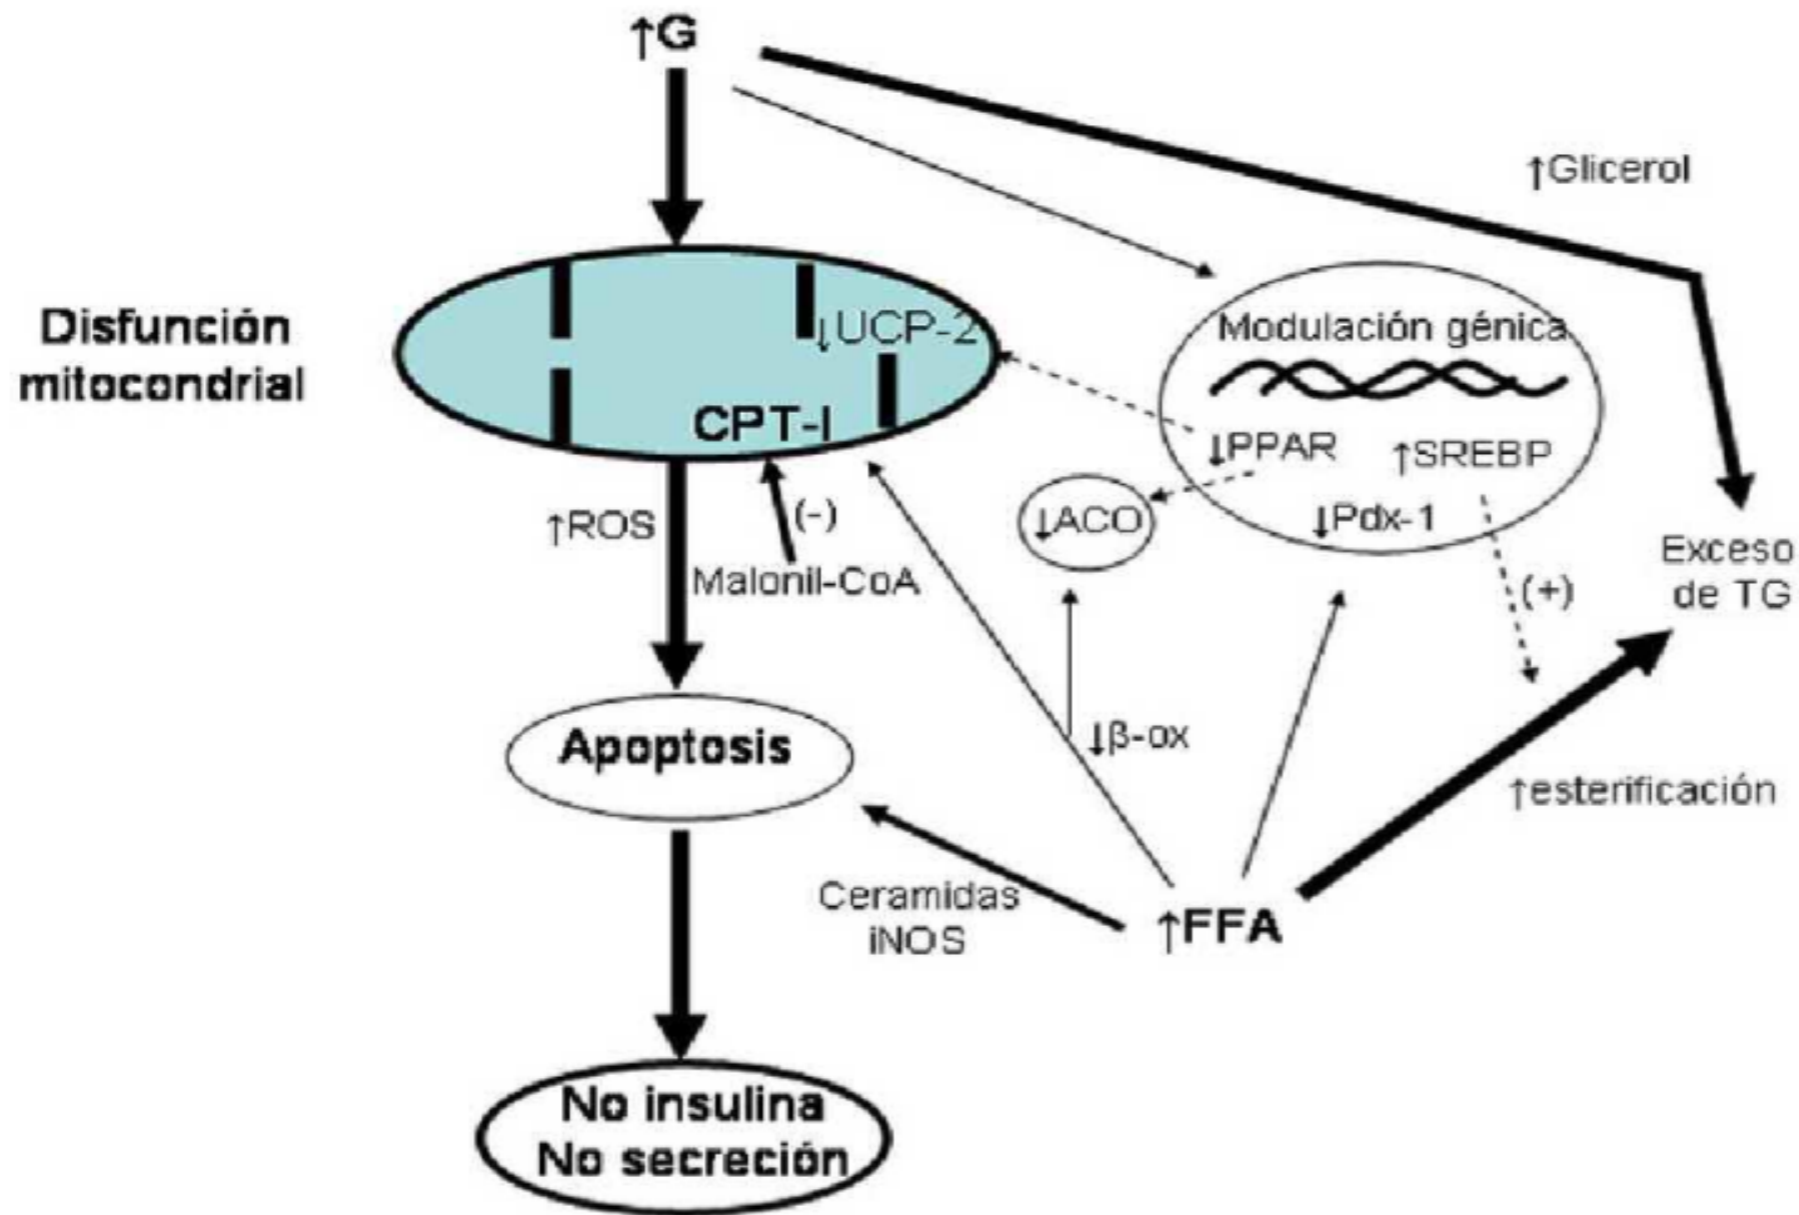 ↑G
↑Glicerol
Disfunción
mitocondrial
↓UCP-2
CPT-I
Modulación génica
↓PPAR
↑SREBP
↓Pdx-1
↓ACO
↑ROS
(-)
Malonil-CoA
Exceso
de TG
(+)
Apoptosis
↓β-ox
↑esterificación
Ceramidas
iNOS
↑FFA
No insulina
No secreción